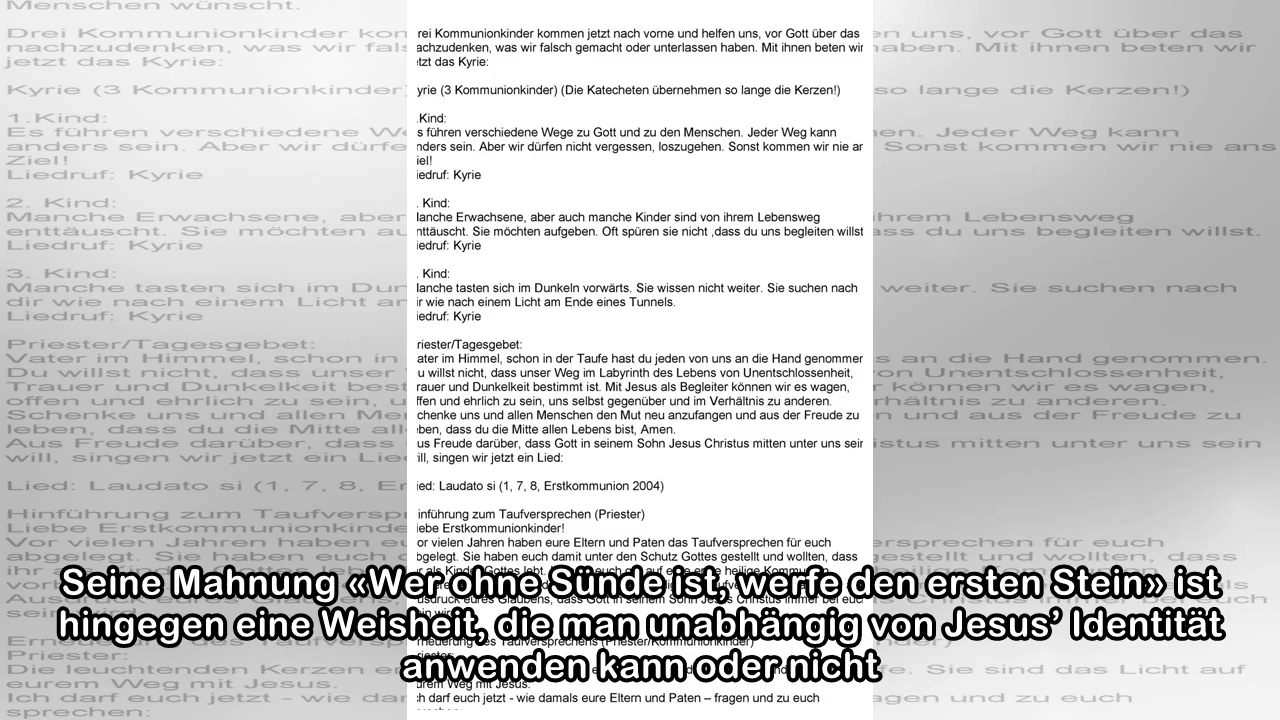 Menschen wünscht.
rei Kommunionkinder kommen jetzt nach vorne und helfen uns, vor Gott über das
achzudenken, was wir falsch gemacht oder unterlassen haben. Mit ihnen beten wir
etzt das Kyrie:
yrie (3 Kommunionkinder) (Die Katecheten übernehmen so lange die Kerzen!)
.Kind:
s führen verschiedene Wege zu Gott und zu den Menschen. Jeder Weg kann
nders sein. Aber wir dürfen nicht vergessen, loszugehen. Sonst kommen wir nie an
iel!
iedruf: Kyrie
. Kind:
lanche Erwachsene, aber auch manche Kinder sind von ihrem Lebensweg
nttäuscht. Sie möchten aufgeben. Oft spüren sie nicht ,dass du uns begleiten willst
iedruf: Kyrie
. Kind:
lanche tasten sich im Dunkeln vorwärts. Sie wissen nicht weiter. Sie suchen nach
ir wie nach einem Licht am Ende eines Tunnels.
iedruf: Kyrie
riester/Tagesgebet:
ater im Himmel, schon in der Taufe hast du jeden von uns an die Hand genommen
u willst nicht, dass unser Weg im Labyrinth des Lebens von Unentschlossenheit,
rauer und Dunkelkeit bestimmt ist. Mit Jesus als Begleiter können wir es wagen,
ffen und ehrlich zu sein, uns selbst gegenüber und im Verhältnis zu anderen.
chenke uns und allen Menschen den Mut neu anzufangen und aus der Freude zu
eben, dass du die Mitte allen Lebens bist, Amen.
us Freude darüber, dass Gott in seinem Sohn Jesus Christus mitten unter uns sein
ill, singen wir jetzt ein Lied:
ied: Laudato si (1, 7, 8, Erstkommunion 2004)
inführung zum Taufversprechen (Priester)
iebe Erstkommunionkinder!
or vielen Jahren haben eure Eltern und Paten das Taufversprechen für euch
bgelegt. Sie haben euch damit unter den Schutz Gottes gestellt und wollten, dass
Seine Mahnung «Wer ohne Sünde ist, werfe den ersten Stein» ist
hingegen eine Weisheit, die man unabhängig von Jesus’ Identität
anwenden kann oder nicht
urem Weg mit Jesus.
h darf euch jetzt - wie damals eure Eltern und Paten – fragen und zu euch
sprechen: